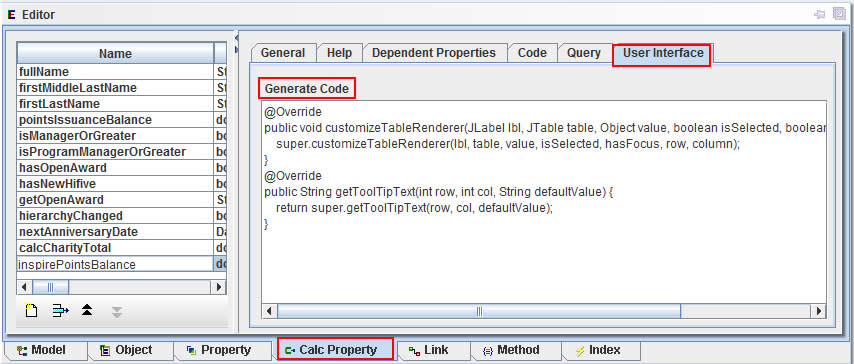 Editor
Name
fullName St
firstMiddleLastName St
firstLastName St
pointsIssuanceBalance do
isManagerOrGreater bo
isProgramManagerOrGreater bo
hasOpenAward bo
hasNewHifive bo
getOpenAward St
hierarchyChanged bo
nextAnniversaryDate Da
calcCharityTotal do
inspirePointsBalance do
General Help Dependent Properties Code Query User Interface
Generate Code
@Override
public void customizeTableRenderer(JLabel lbl, JTable table, Object value, boolean isSelected, boolean
super.customizeTableRenderer(lbl, table, value, isSelected, hasFocus, row, column);
}
@Override
public String getToolTipText(int row, int col, String defaultValue) {
return super.getToolTipText(row, col, defaultValue);
}
Model Object Property Calc Property Link Method Index